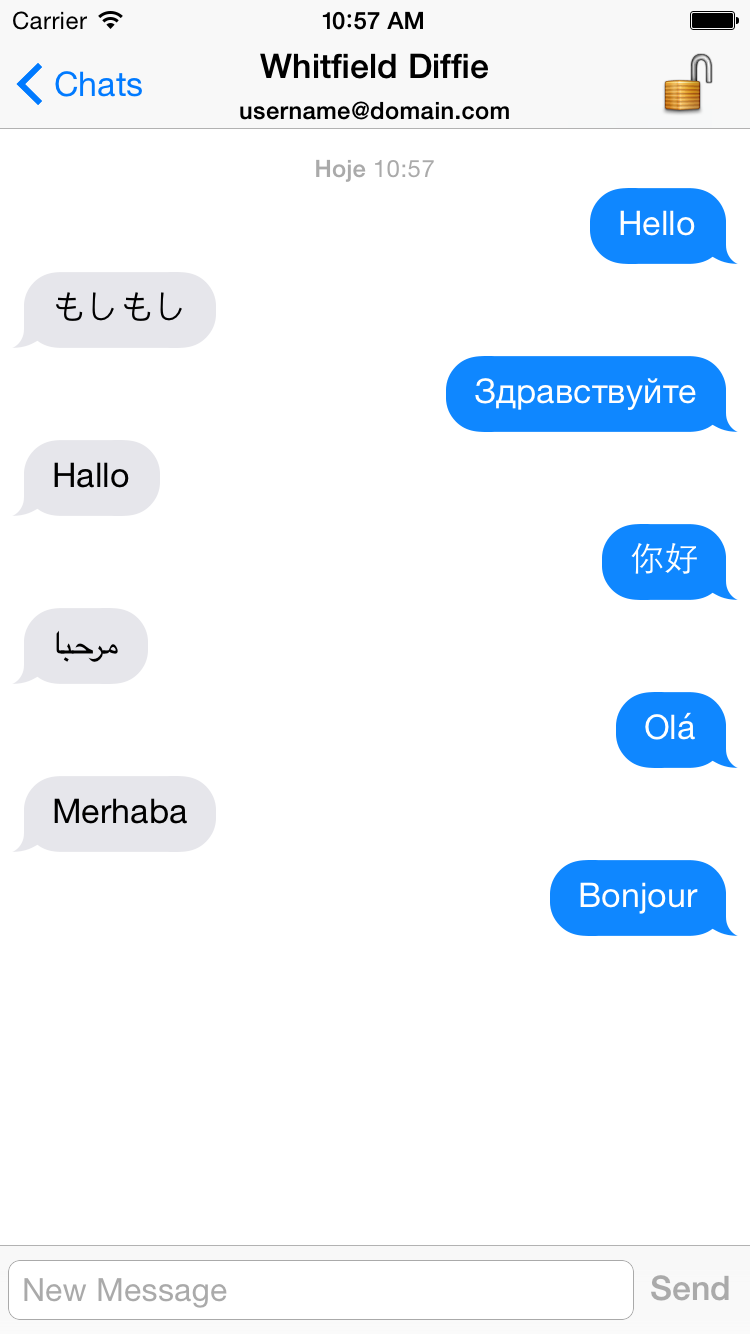 Carrier 10:57 AM
Chats
Whitfield Diffie
username@domain.com
Hoje 10:57
Hello
もしもし
Здравствуйте
Hallo
你好
مرحبا
Olá
Merhaba
Bonjour
New Message
Send